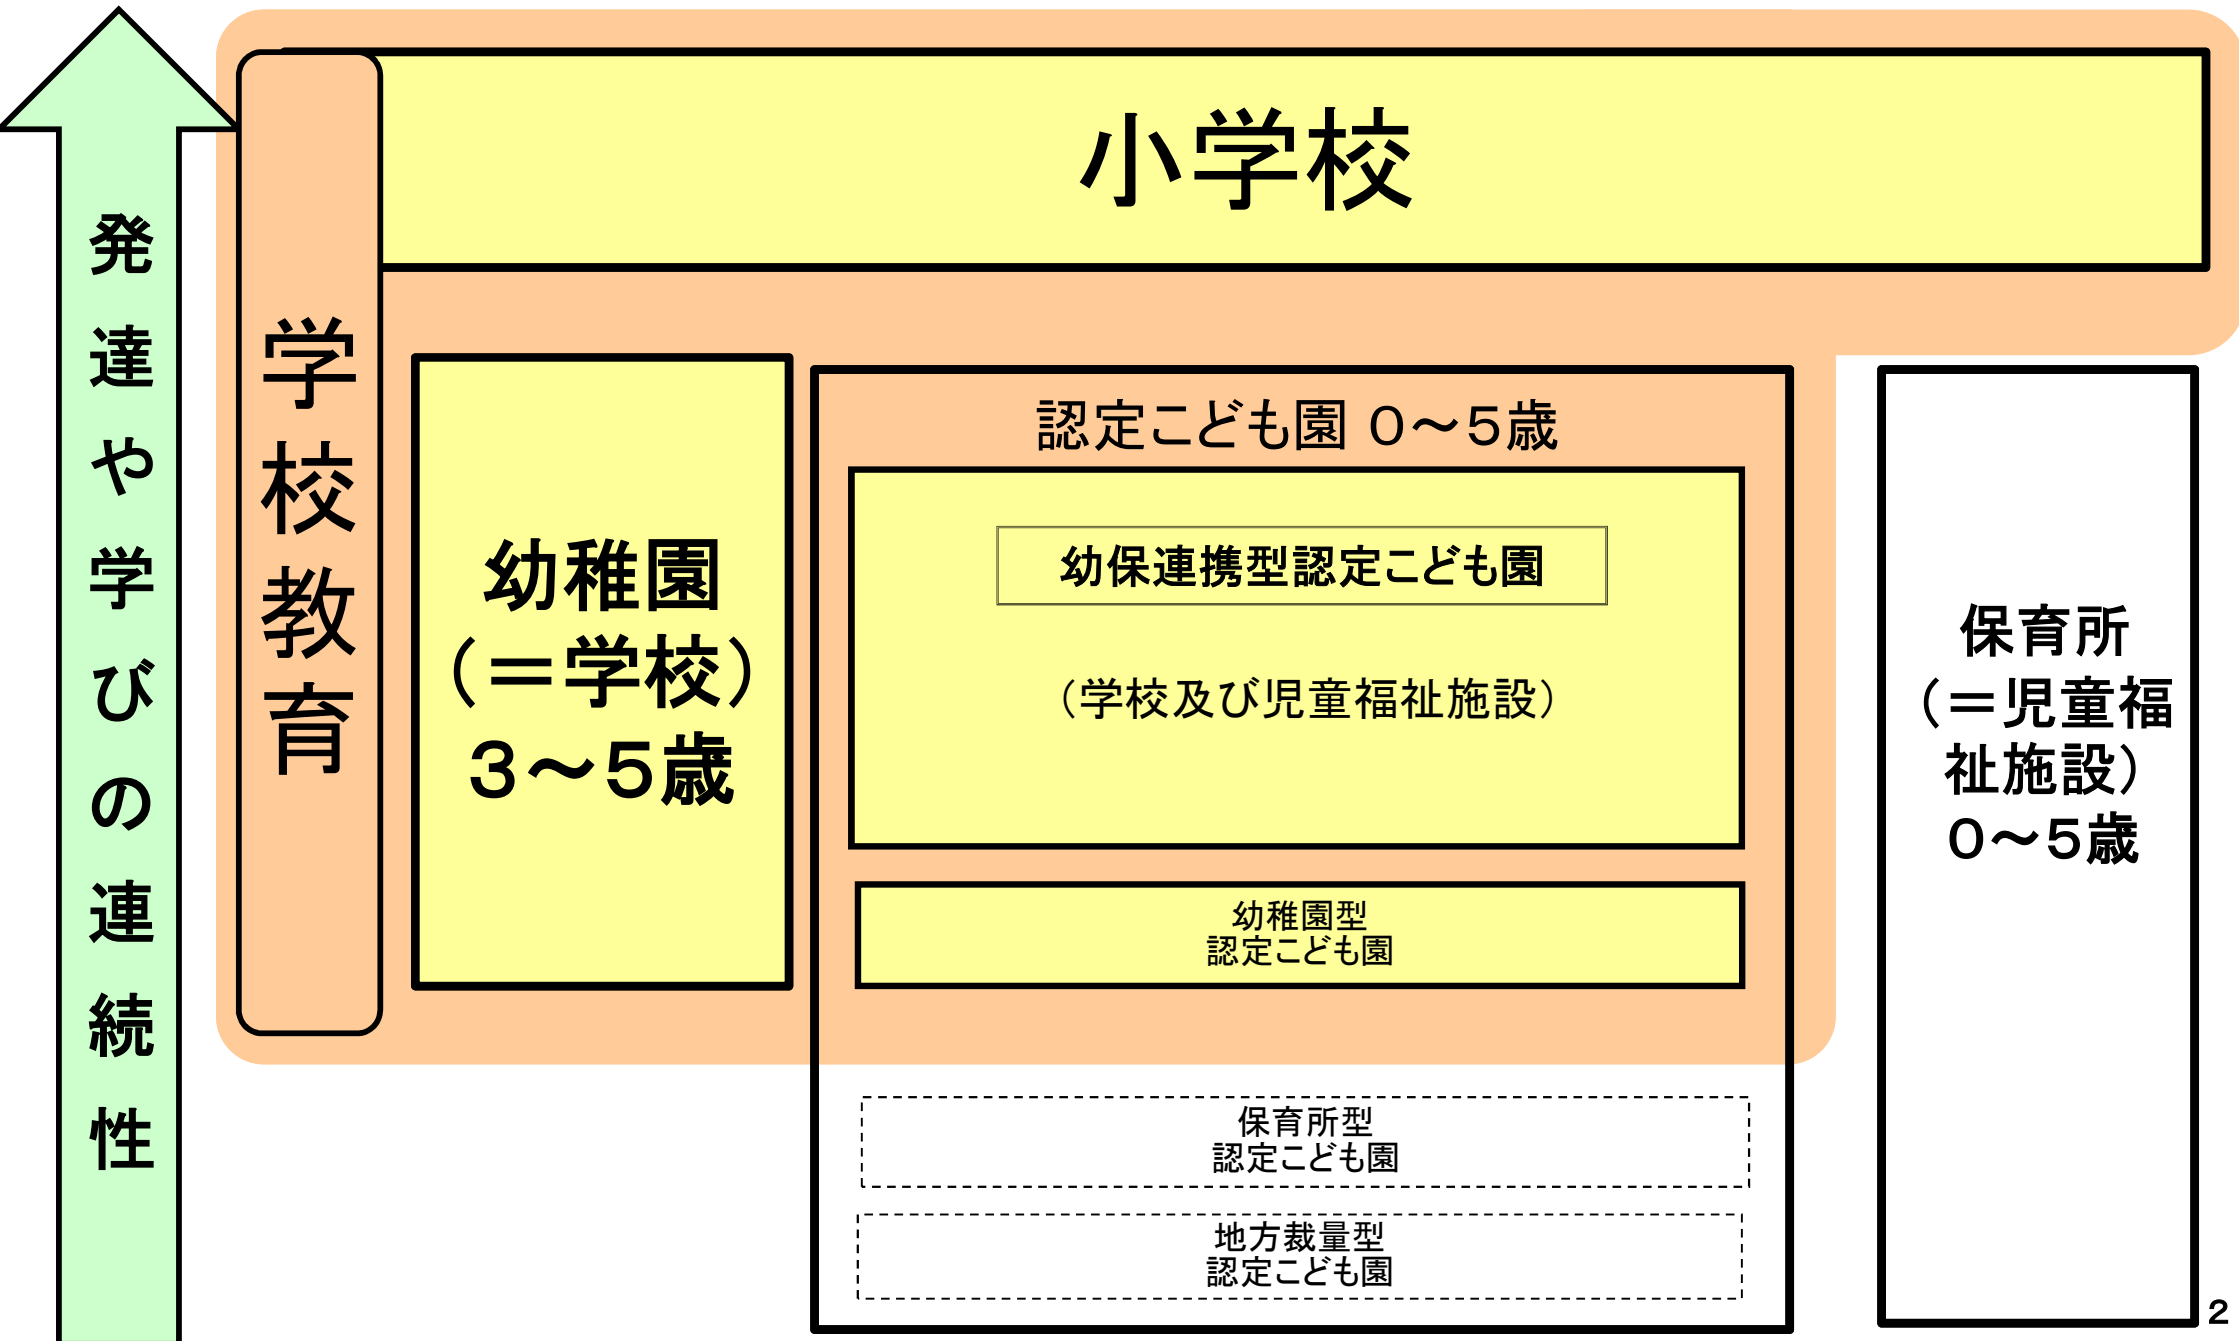 発達や学びの連続性
学校教育
小学校
幼稚園
（＝学校）
３～５歳
認定こども園 ０～５歳
幼保連携型認定こども園
（学校及び児童福祉施設）
幼稚園型
認定こども園
保育所型
認定こども園
地方裁量型
認定こども園
保育所
（＝児童福
祉施設）
０～５歳
2